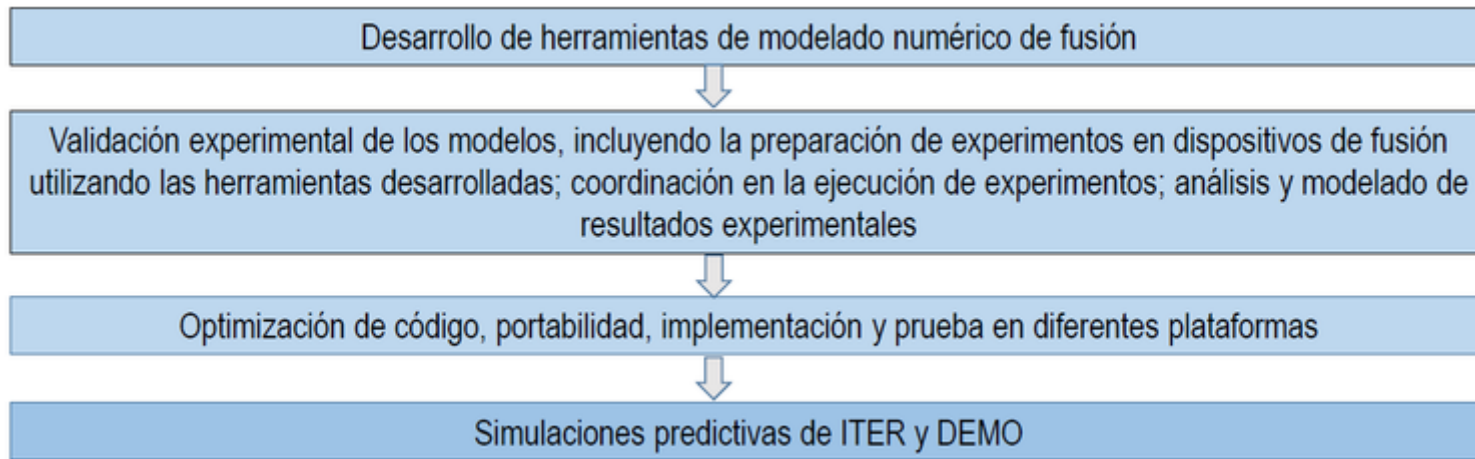 Desarrollo de herramientas de modelado numérico de fusión
Validación experimental de los modelos, incluyendo la preparación de experimentos en dispositivos de fusión
utilizando las herramientas desarrolladas; coordinación en la ejecución de experimentos; análisis y modelado de
resultados experimentales
Optimización de código, portabilidad, implementación y prueba en diferentes plataformas
Simulaciones predictivas de ITER y DEMO